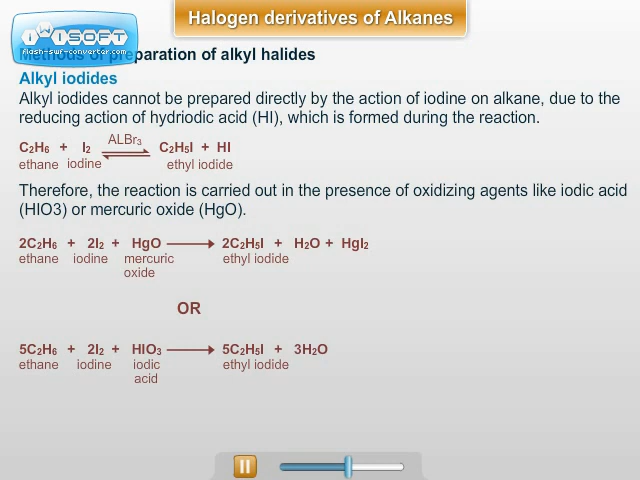 Halogen derivatives of Alkanes
iWiSOFT
flash-swf-converter.com
Methods of preparation of alkyl halides
Alkyl iodides
Alkyl iodides cannot be prepared directly by the action of iodine on alkane, due to the
reducing action of hydriodic acid (HI), which is formed during the reaction.
ALBr₃
C₂H₆ + I₂ ⇌ C₂H₅I + HI
ethane iodine ethyl iodide
Therefore, the reaction is carried out in the presence of oxidizing agents like iodic acid
(HIO3) or mercuric oxide (HgO).
2C₂H₆ + 2I₂ + HgO ⟶ 2C₂H₅I + H₂O + HgI₂
ethane iodine mercuric ethyl iodide
oxide
OR
5C₂H₆ + 2I₂ + HIO₃ ⟶ 5C₂H₅I + 3H₂O
ethane iodine iodic ethyl iodide
acid